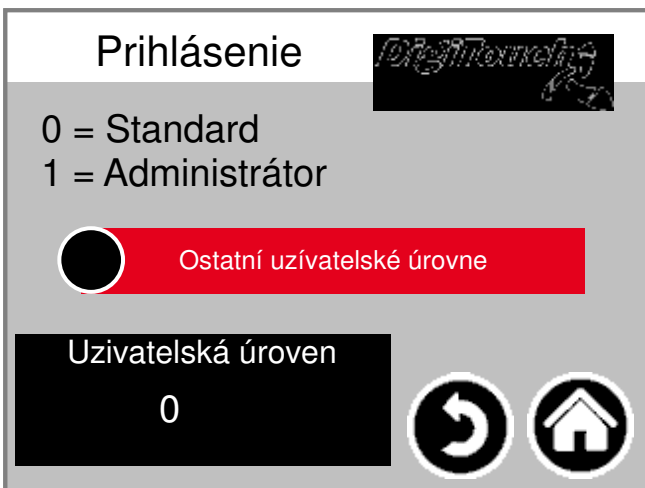 Prihlásenie
DigiTouch
0 = Standard
1 = Administrátor
Ostatní uzívatelské úrovne
Uzivatelská úroven
0